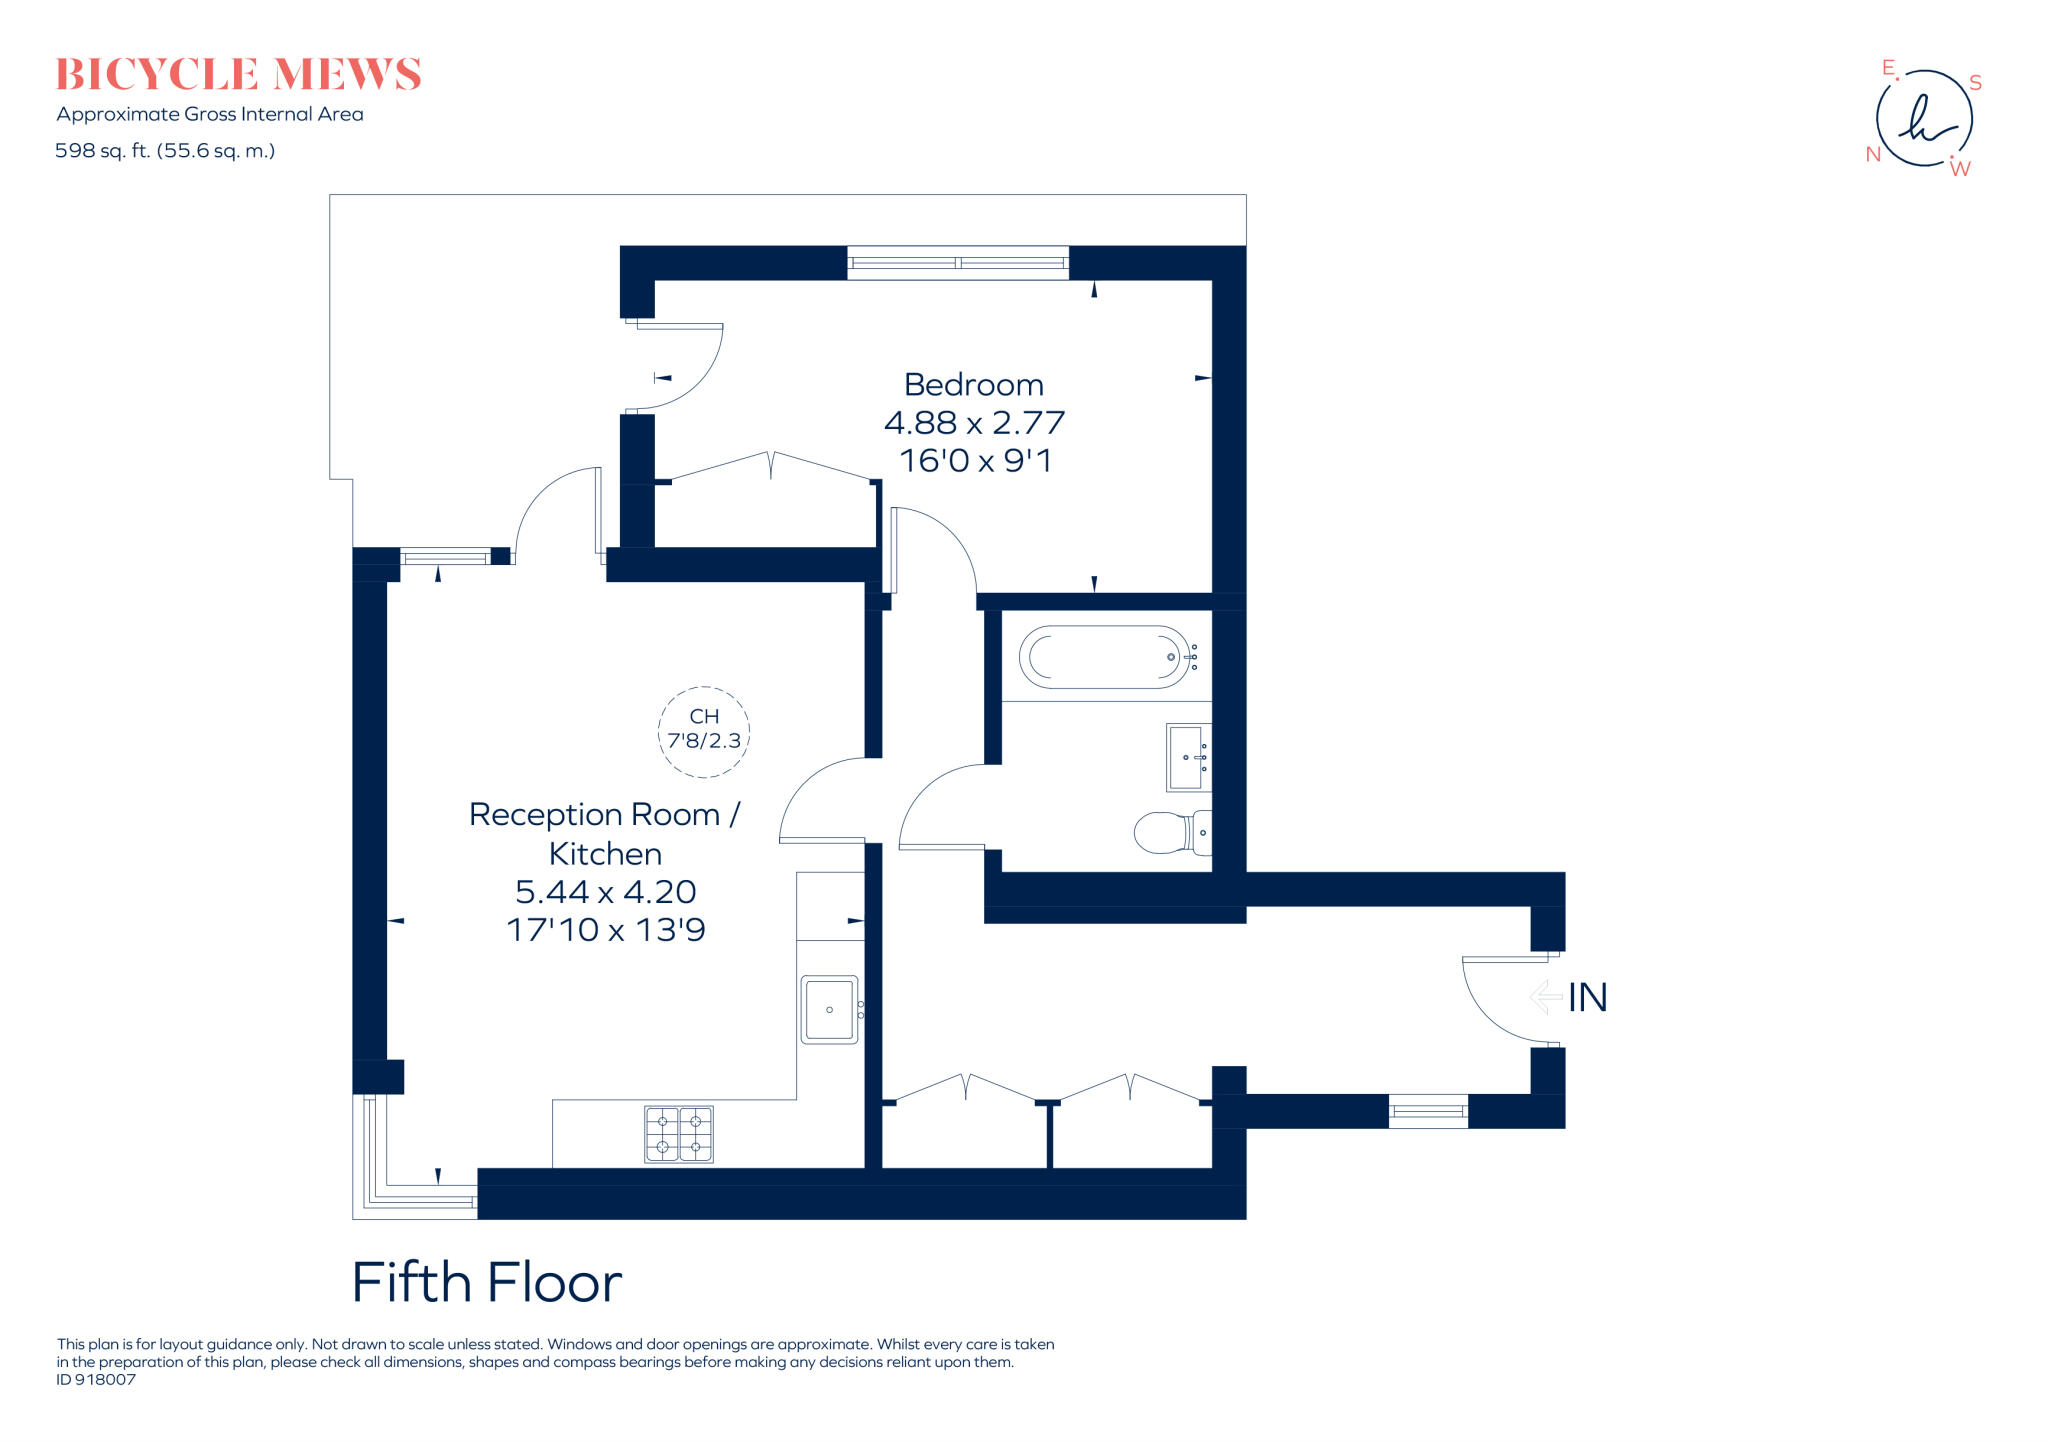 BICYCLE MEWS
Approximate Gross Internal Area
598 sq. ft. (55.6 sq. m.)
E
S
N
W
Bedroom
4.88 x 2.77
16'0 x 9'1
CH
7'8/2.3
Reception Room /
Kitchen
5.44 x 4.20
17'10 x 13'9
IN
Fifth Floor
This plan is for layout guidance only. Not drawn to scale unless stated. Windows and door openings are approximate. Whilst every care is taken
in the preparation of this plan, please check all dimensions, shapes and compass bearings before making any decisions reliant upon them.
ID 918007